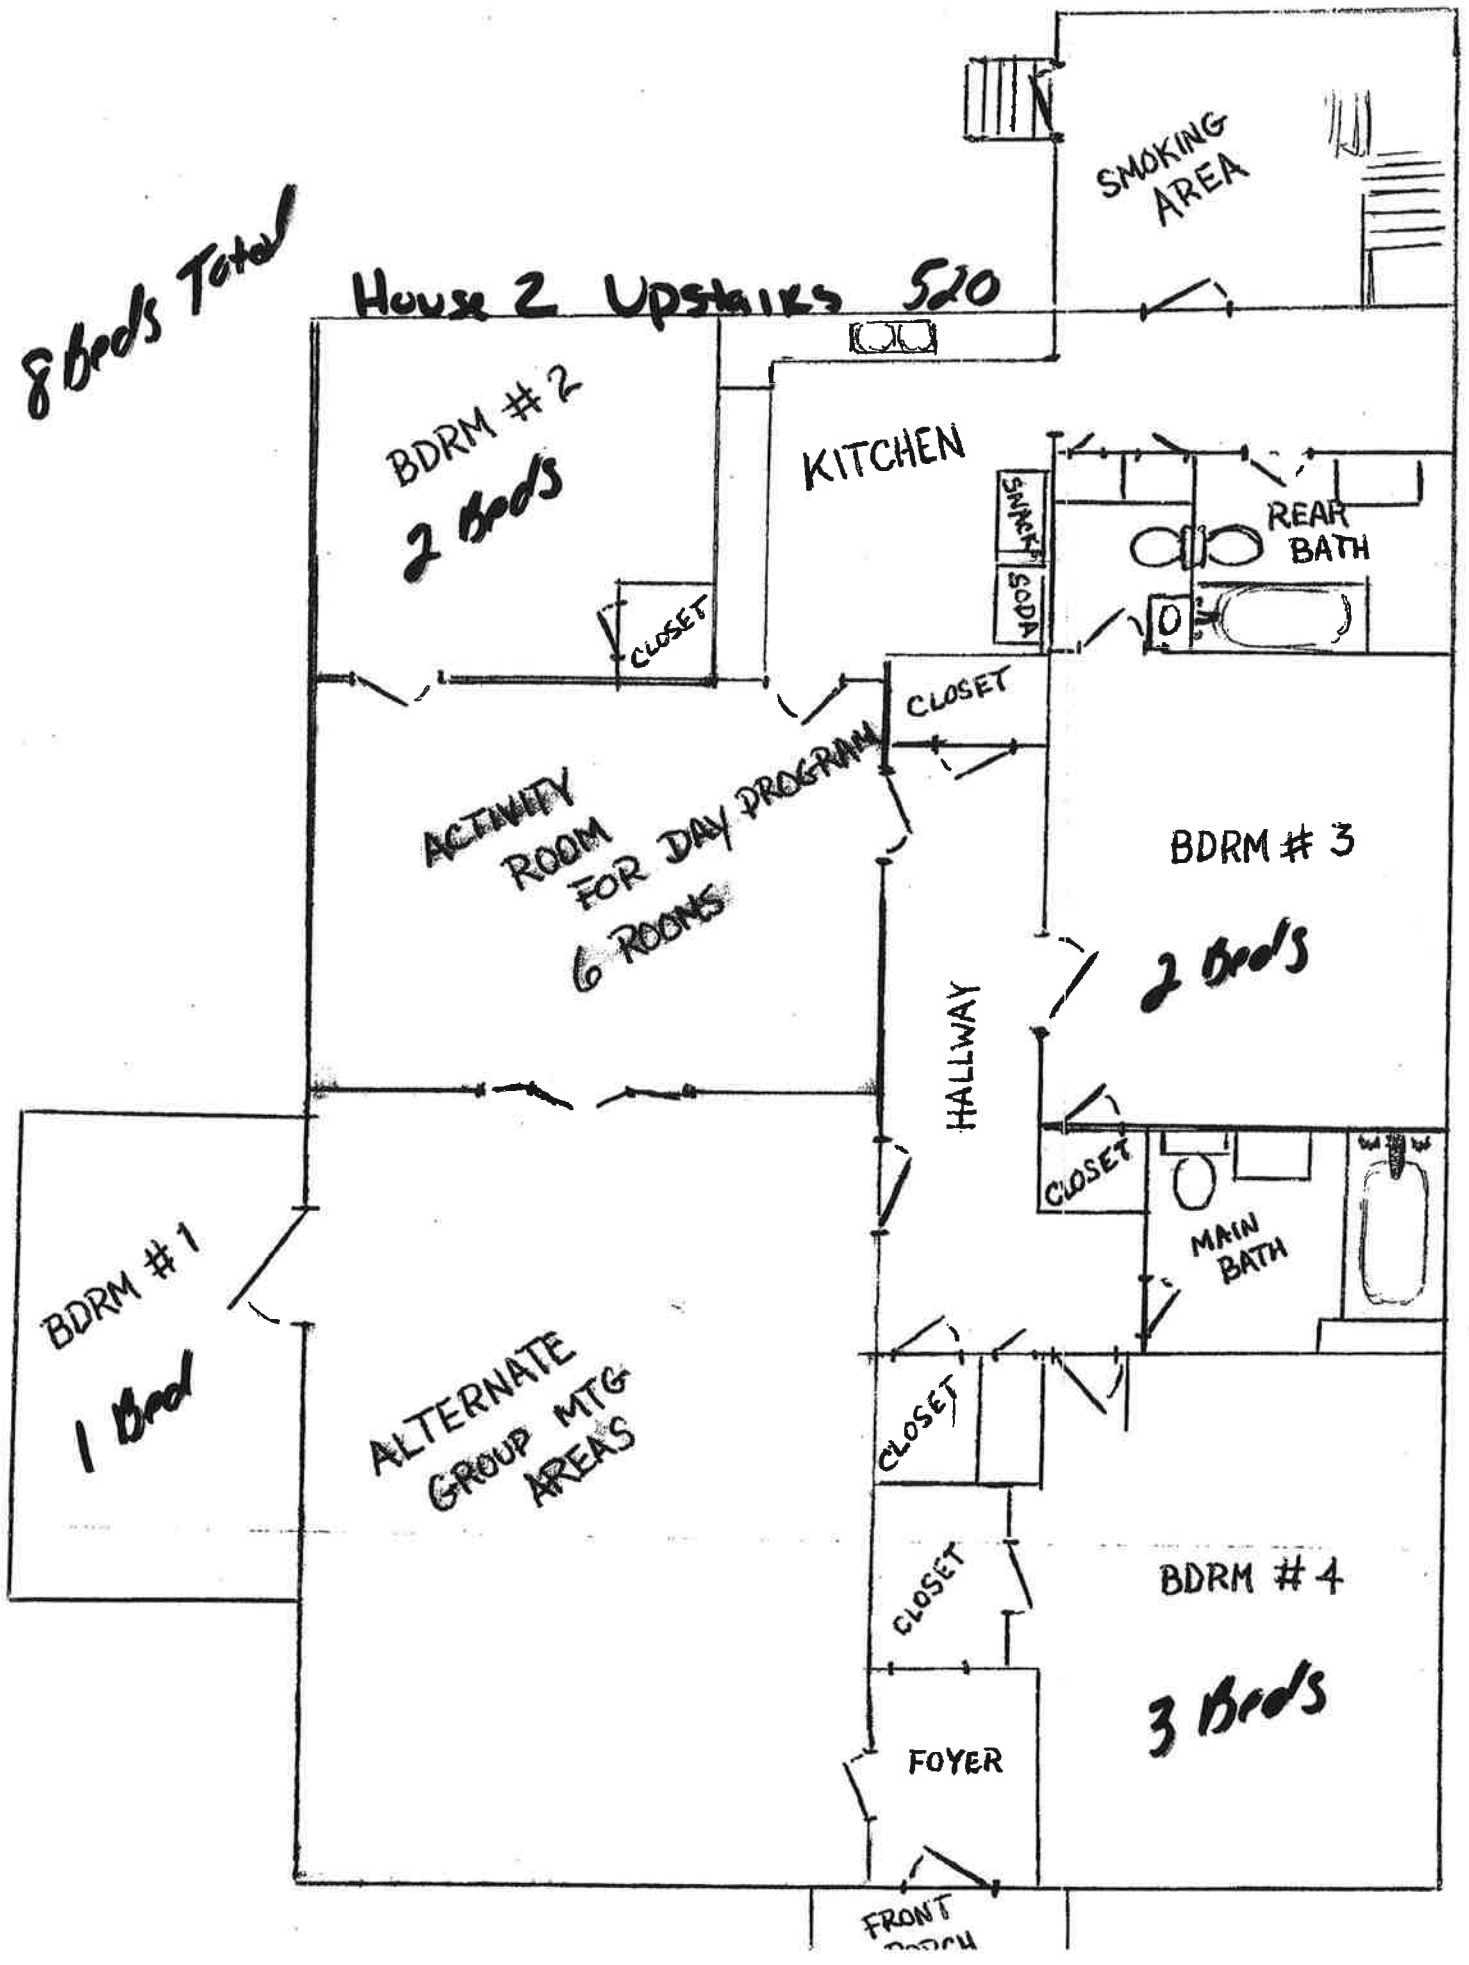 SMOKING
AREA
8 Beds Total
House 2 Upstairs 520
BDRM # 2
2 Beds
CLOSET
KITCHEN
SNACKS
SODA
REAR
BATH
CLOSET
ACTIVITY
ROOM
FOR DAY PROGRAM
6 ROOMS
BDRM # 3
2 Beds
HALLWAY
CLOSET
MAIN
BATH
BDRM # 1
1 Bed
ALTERNATE
GROUP MTG
AREAS
CLOSET
CLOSET
BDRM # 4
3 Beds
FOYER
FRONT
PORCH